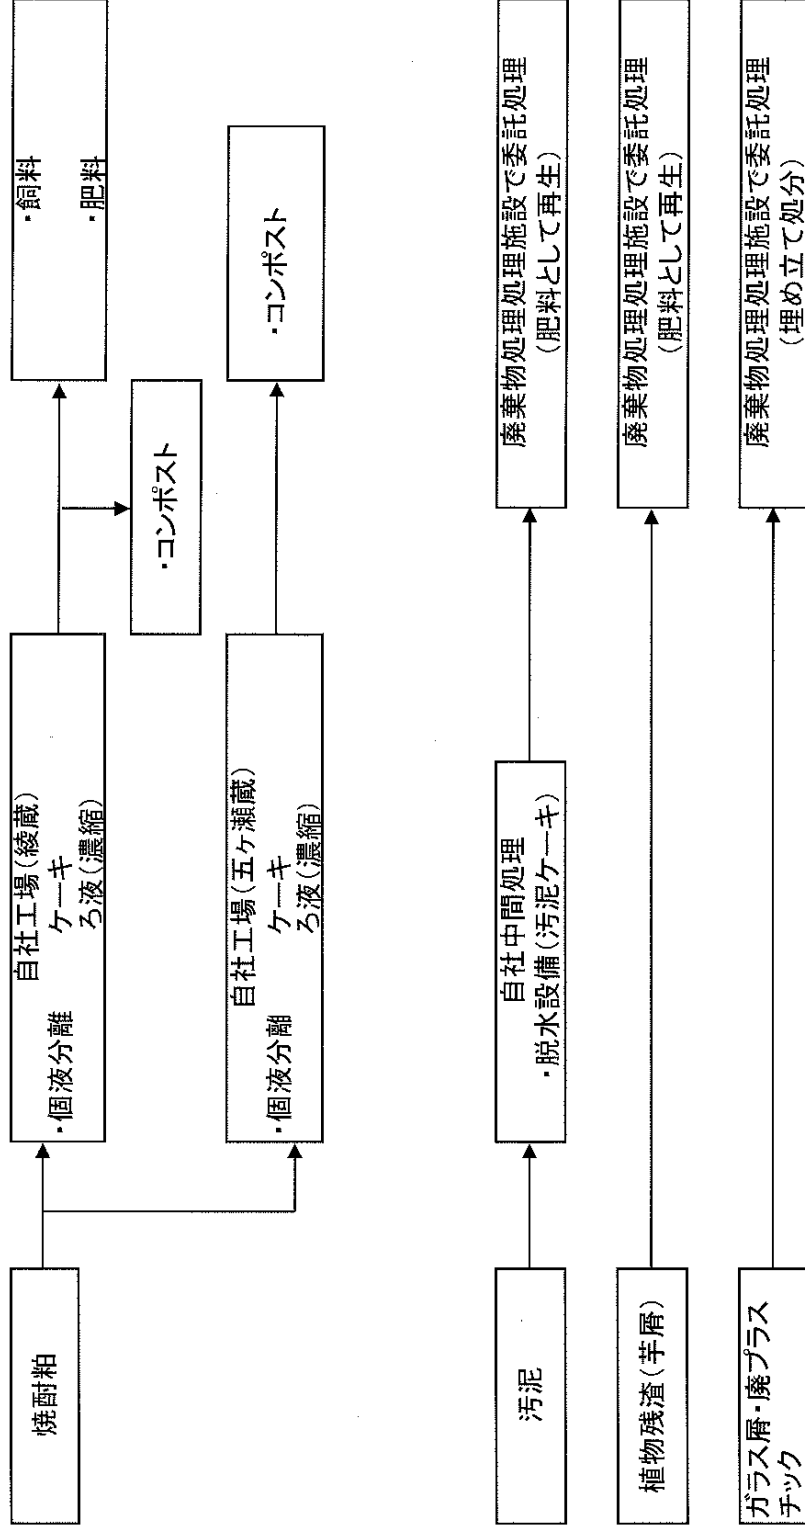 焼酎粕
自社工場(綾蔵)
・個液分離　ケーキ
ろ液(濃縮)
・飼料
・肥料
・コンポスト
自社工場(五ケ瀬蔵)
・個液分離　ケーキ
ろ液(濃縮)
・コンポスト
汚泥
自社中間処理
・脱水設備(汚泥ケーキ)
廃棄物処理処施設で委託処理
(肥料として再生)
植物残渣(芋屑)
廃棄物処理処施設で委託処理
(肥料として再生)
ガラス屑・廃プラス
チック
廃棄物処理処施設で委託処理
(埋め立て処分)